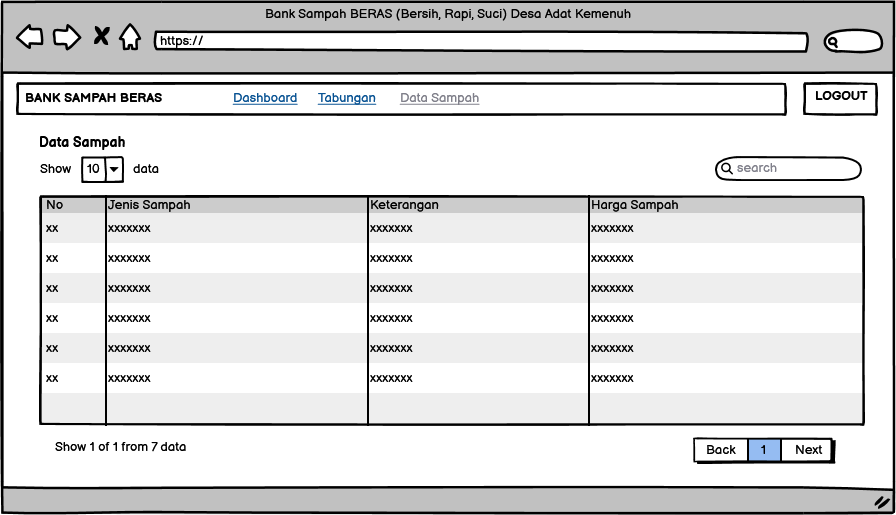 Bank Sampah BERAS (Bersih, Rapi, Suci) Desa Adat Kemenuh
https://
BANK SAMPAH BERAS Dashboard Tabungan Data Sampah LOGOUT
Data Sampah
Show 10 data search
No Jenis Sampah Keterangan Harga Sampah
xx xxxxxxx xxxxxxx xxxxxxx
xx xxxxxxx xxxxxxx xxxxxxx
xx xxxxxxx xxxxxxx xxxxxxx
xx xxxxxxx xxxxxxx xxxxxxx
xx xxxxxxx xxxxxxx xxxxxxx
xx xxxxxxx xxxxxxx xxxxxxx
Show 1 of 1 from 7 data Back 1 Next